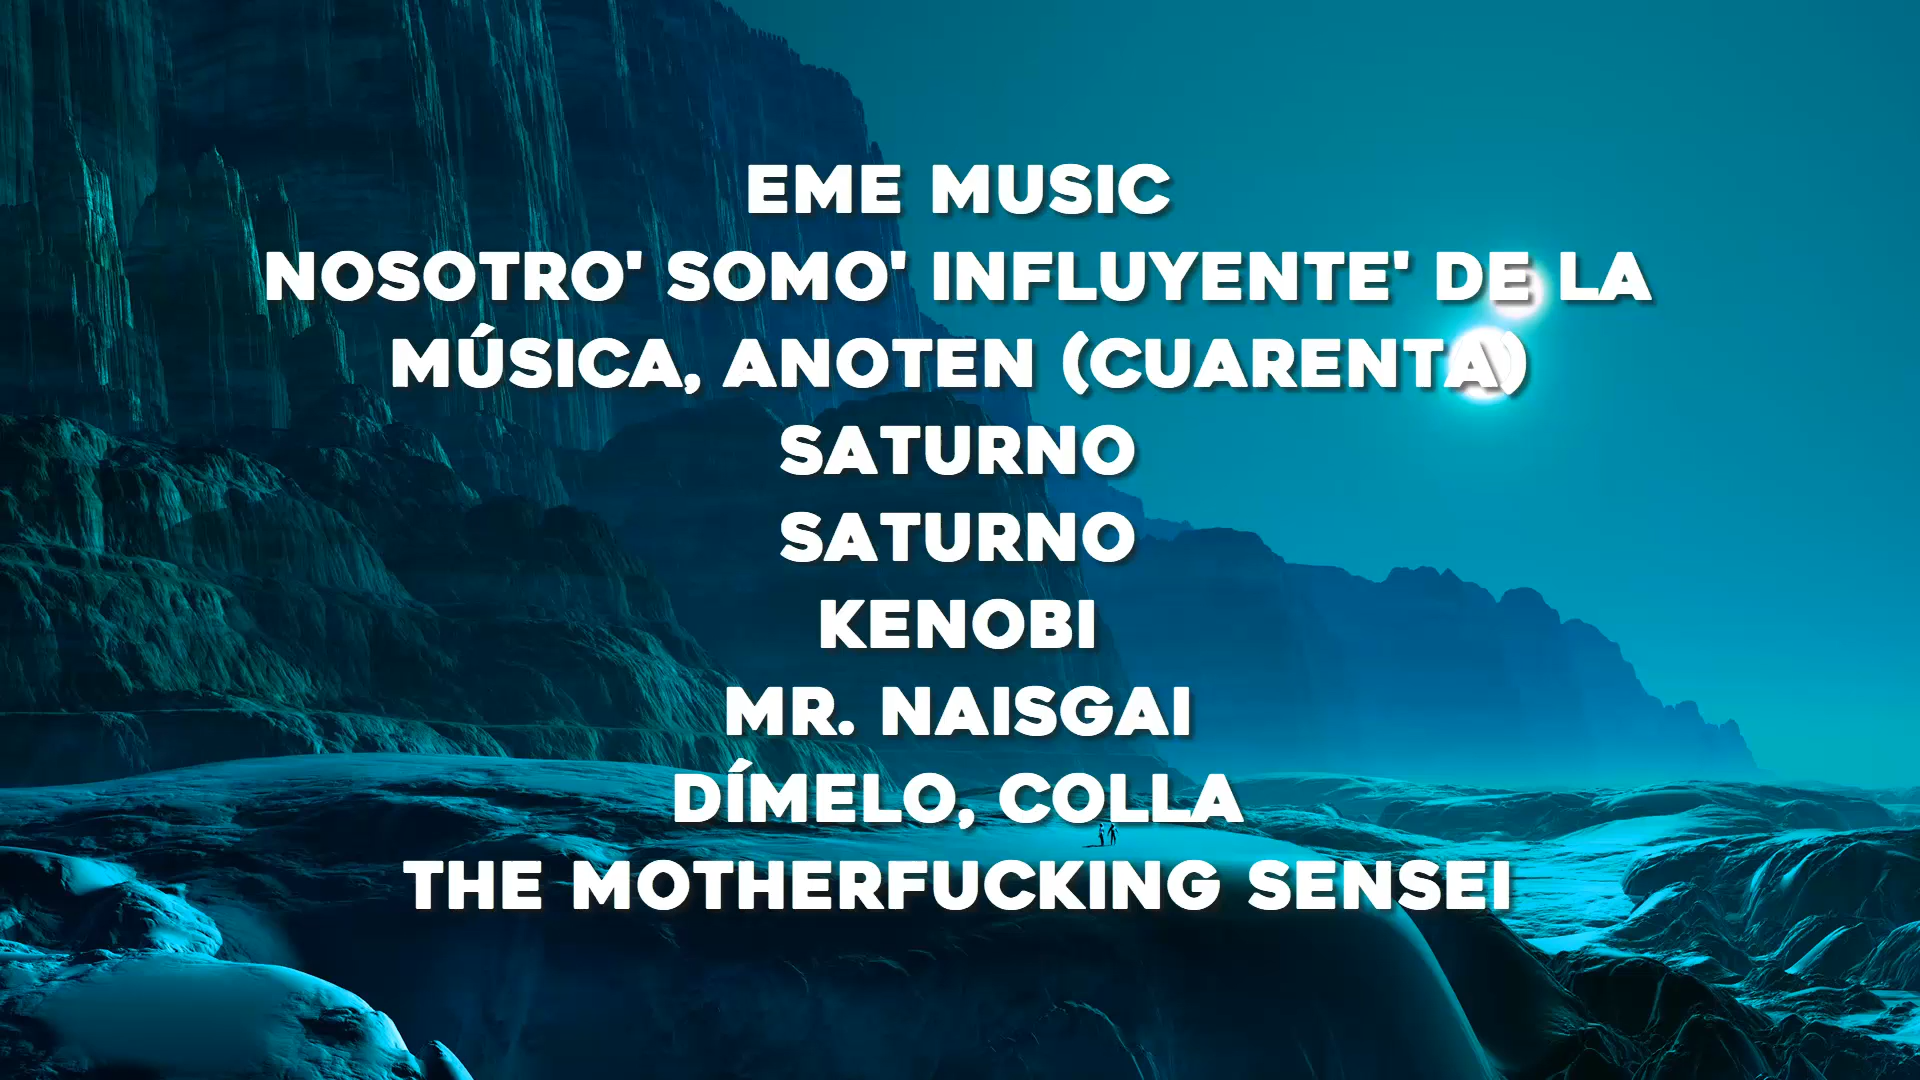 EME MUSIC
NOSOTRO' SOMO' INFLUYENTE' DE LA
MÚSICA, ANOTEN (CUARENTA)
SATURNO
SATURNO
KENOBI
MR. NAISGAI
DÍMELO, COLLA
THE MOTHERFUCKING SENSEI